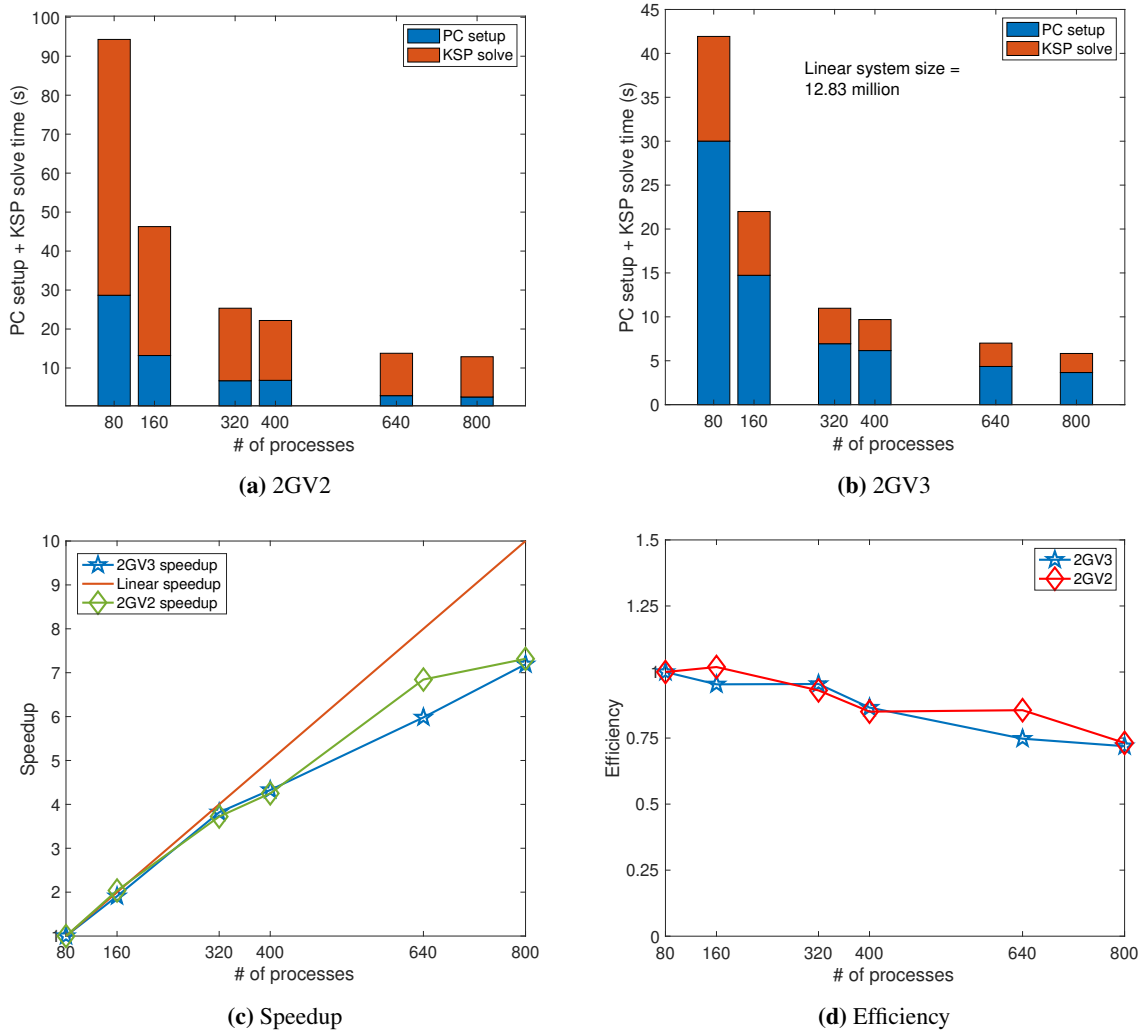 100
90
80
70
60
50
40
30
20
10
PC setup + KSP solve time (s)
PC setup
KSP solve
80 160 320 400 640 800
# of processes
(a) 2GV2
45
40
35
30
25
20
15
10
5
0
PC setup + KSP solve time (s)
PC setup
KSP solve
Linear system size =
12.83 million
80 160 320 400 640 800
# of processes
(b) 2GV3
10
9
8
7
6
5
4
3
2
1
Speedup
2GV3 speedup
Linear speedup
2GV2 speedup
80 160 320 400 640 800
# of processes
(c) Speedup
1.5
1.25
1
0.75
0.5
0.25
0
Efficiency
2GV3
2GV2
80 160 320 400 640 800
# of processes
(d) Efficiency